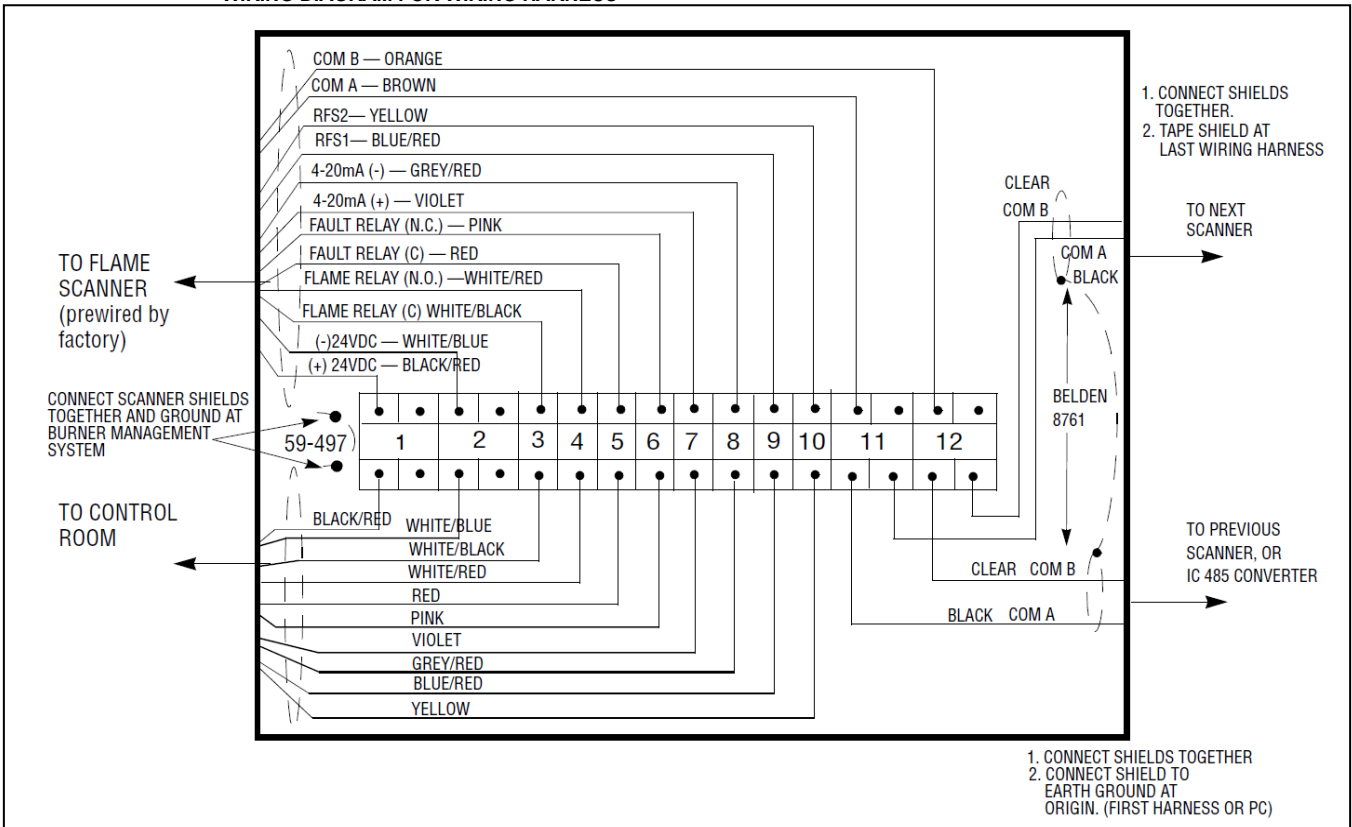 COM B — ORANGE
COM A — BROWN
RFS2— YELLOW
RFS1— BLUE/RED
4-20mA (-) — GREY/RED
4-20mA (+) — VIOLET
FAULT RELAY (N.C.) — PINK
FAULT RELAY (C) — RED
FLAME RELAY (N.O.) —WHITE/RED
FLAME RELAY (C) WHITE/BLACK
(-)24VDC — WHITE/BLUE
(+) 24VDC — BLACK/RED
TO FLAME
SCANNER
(prewired by
factory)
CONNECT SCANNER SHIELDS
TOGETHER AND GROUND AT
BURNER MANAGEMENT
SYSTEM
59-497
1 2 3 4 5 6 7 8 9 10 11 12
TO CONTROL
ROOM
BLACK/RED
WHITE/BLUE
WHITE/BLACK
WHITE/RED
RED
PINK
VIOLET
GREY/RED
BLUE/RED
YELLOW
1. CONNECT SHIELDS
TOGETHER.
2. TAPE SHIELD AT
LAST WIRING HARNESS
CLEAR
COM B
COM A
BLACK
TO NEXT
SCANNER
BELDEN
8761
CLEAR COM B
BLACK COM A
TO PREVIOUS
SCANNER, OR
IC 485 CONVERTER
1. CONNECT SHIELDS TOGETHER
2. CONNECT SHIELD TO
EARTH GROUND AT
ORIGIN. (FIRST HARNESS OR PC)